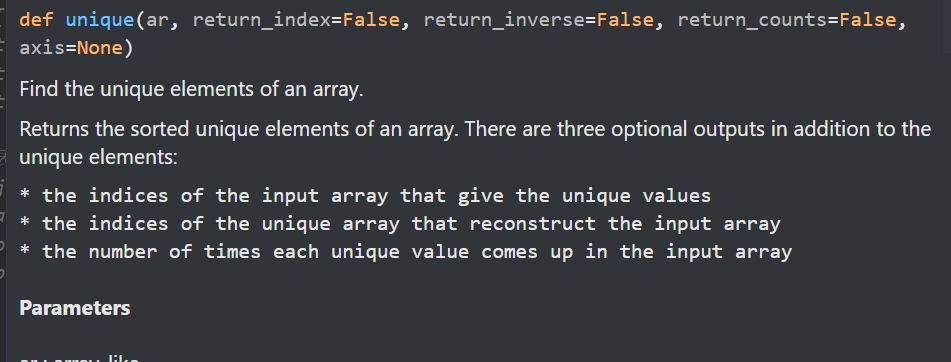 def unique(ar, return_index=False, return_inverse=False, return_counts=False,
axis=None)
Find the unique elements of an array.
Returns the sorted unique elements of an array. There are three optional outputs in addition to the
unique elements:
* the indices of the input array that give the unique values
* the indices of the unique array that reconstruct the input array
* the number of times each unique value comes up in the input array
Parameters
ar : array_like